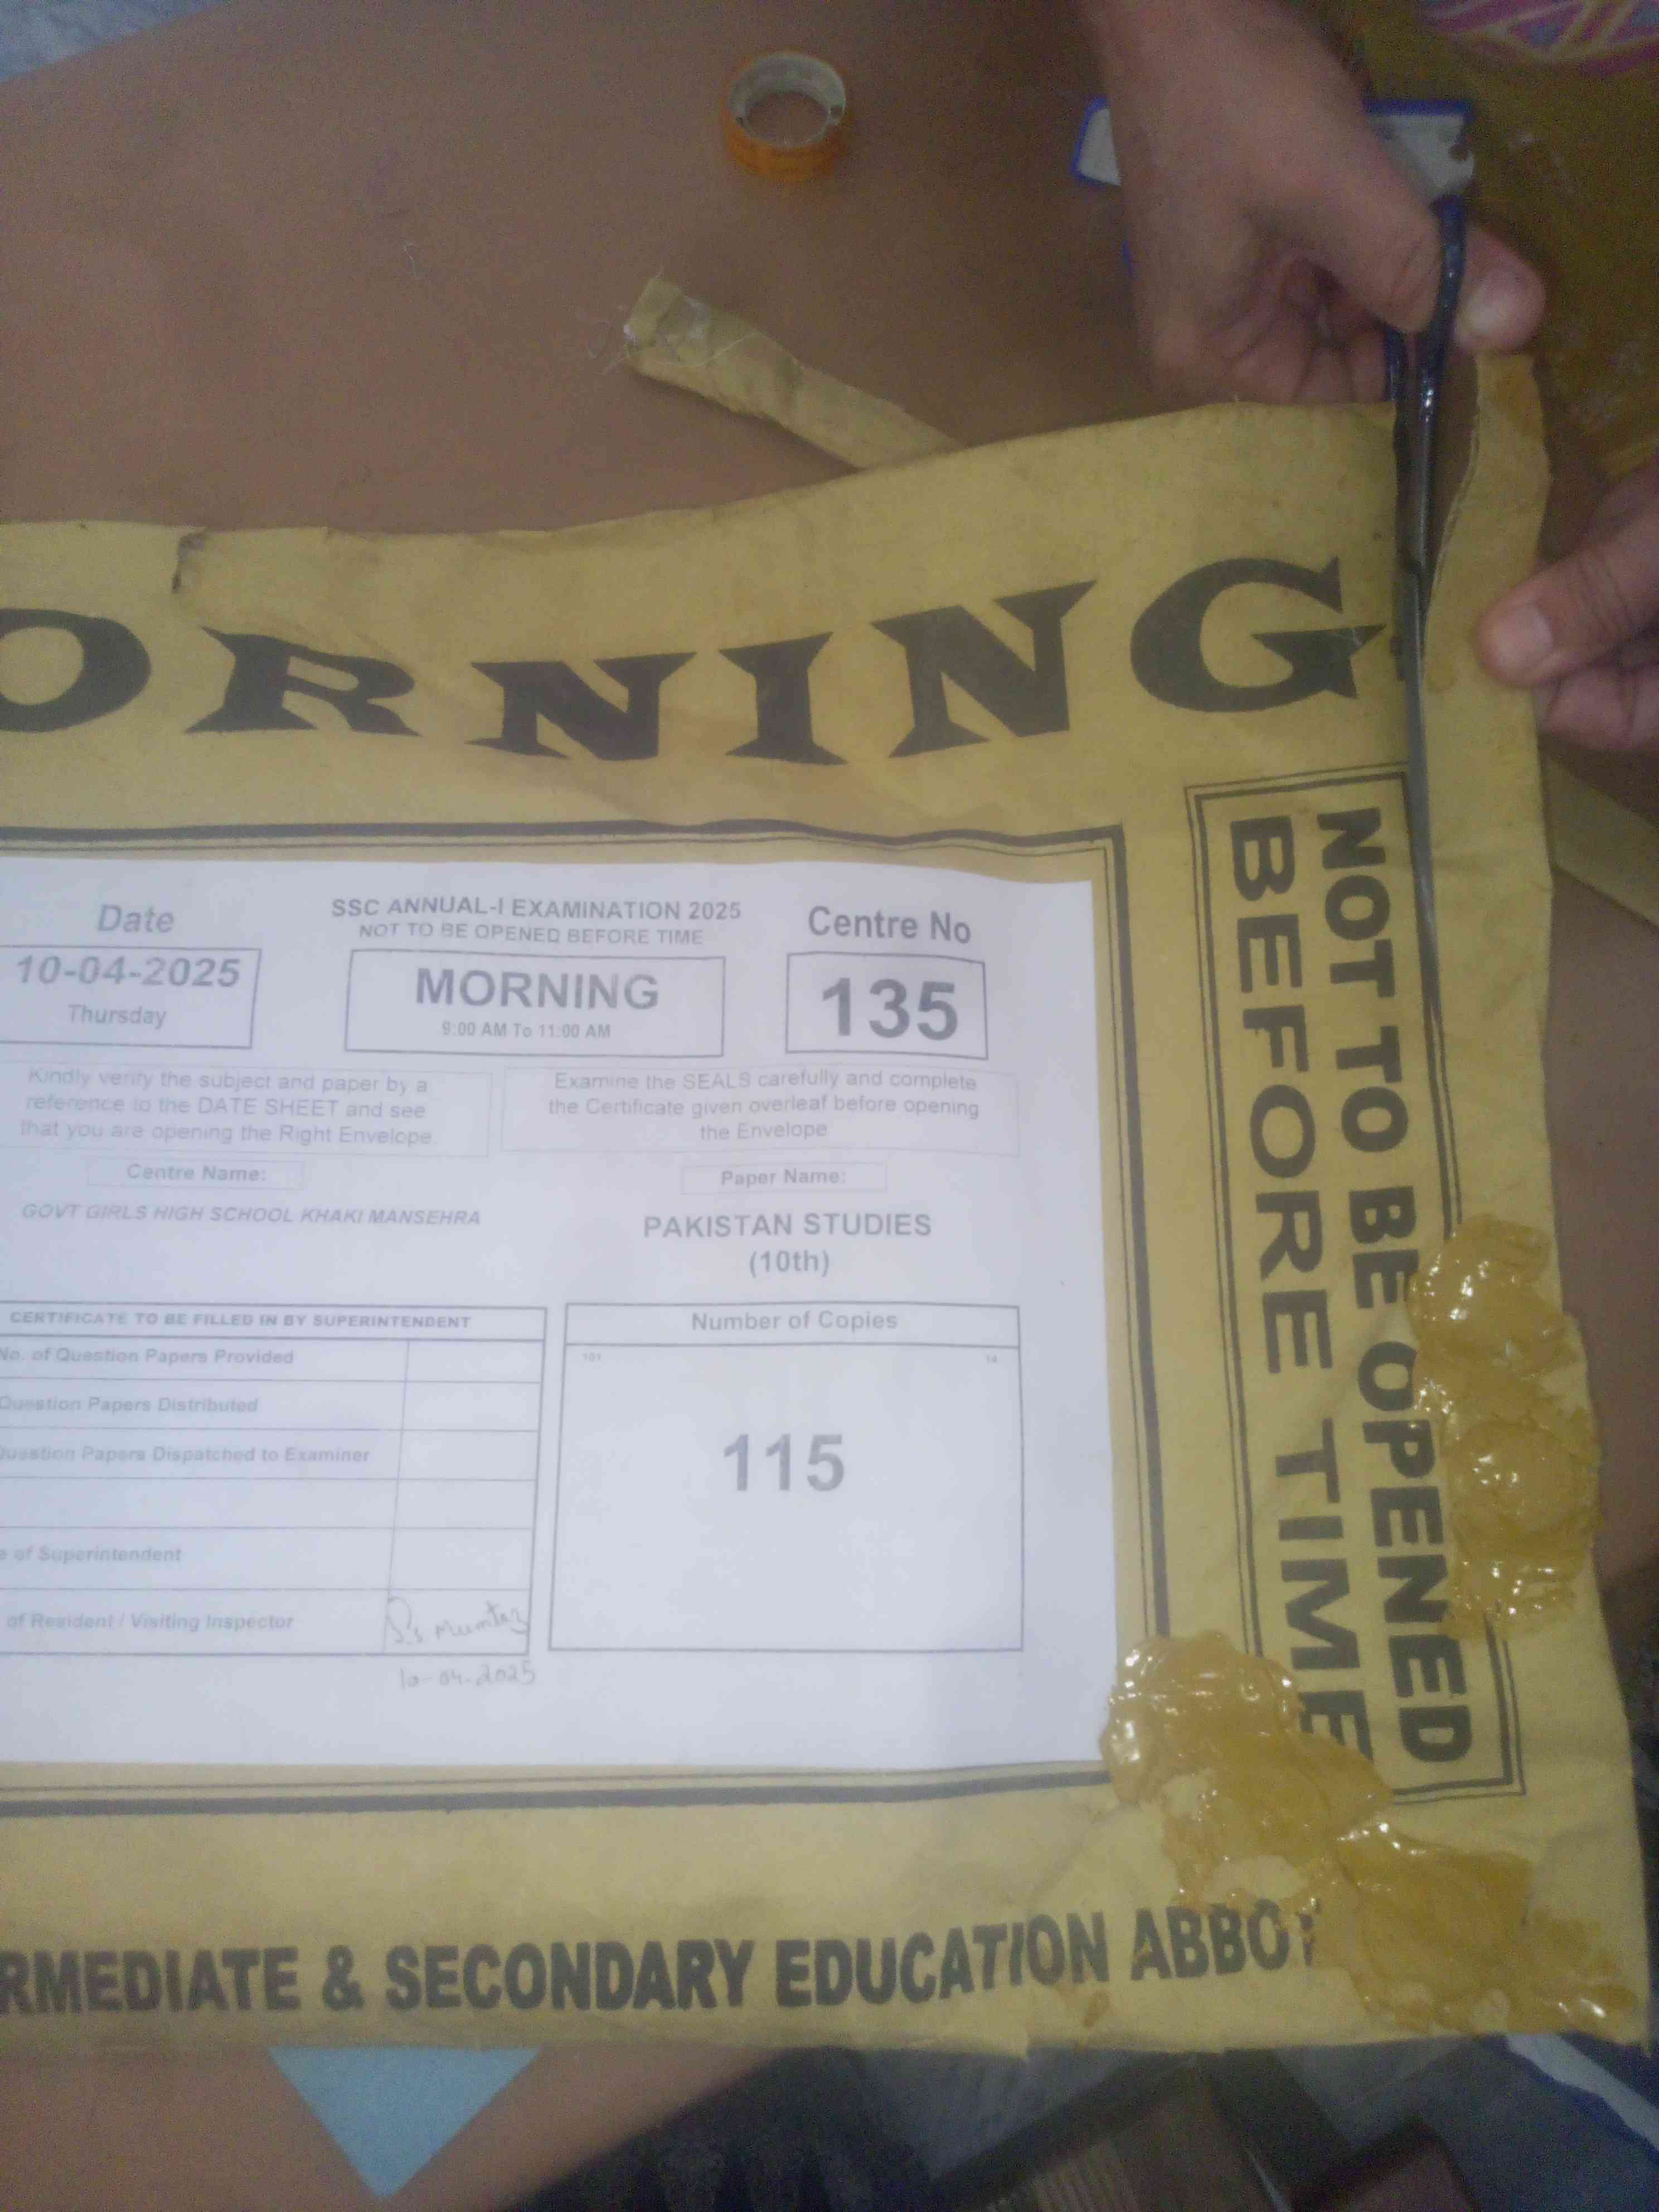 ORNING
NOT TO BE OPENED
BEFORE TIME
Date
10-04-2025
Thursday
SSC ANNUAL-I EXAMINATION 2025
NOT TO BE OPENED BEFORE TIME
MORNING
9:00 AM To 11:00 AM
Centre No
135
Kindly verify the subject and paper by a
reference to the DATE SHEET and see
that you are opening the Right Envelope.
Examine the SEALS carefully and complete
the Certificate given overleaf before opening
the Envelope
Centre Name:
GOVT GIRLS HIGH SCHOOL KHAKI MANSEHRA
Paper Name:
PAKISTAN STUDIES
(10th)
CERTIFICATE TO BE FILLED IN BY SUPERINTENDENT
No. of Question Papers Provided
Question Papers Distributed
Question Papers Dispatched to Examiner
e of Superintendent
of Resident / Visiting Inspector
Mumtaz
10-04-2025
Number of Copies
101 14
115
RMEDIATE & SECONDARY EDUCATION ABBOT